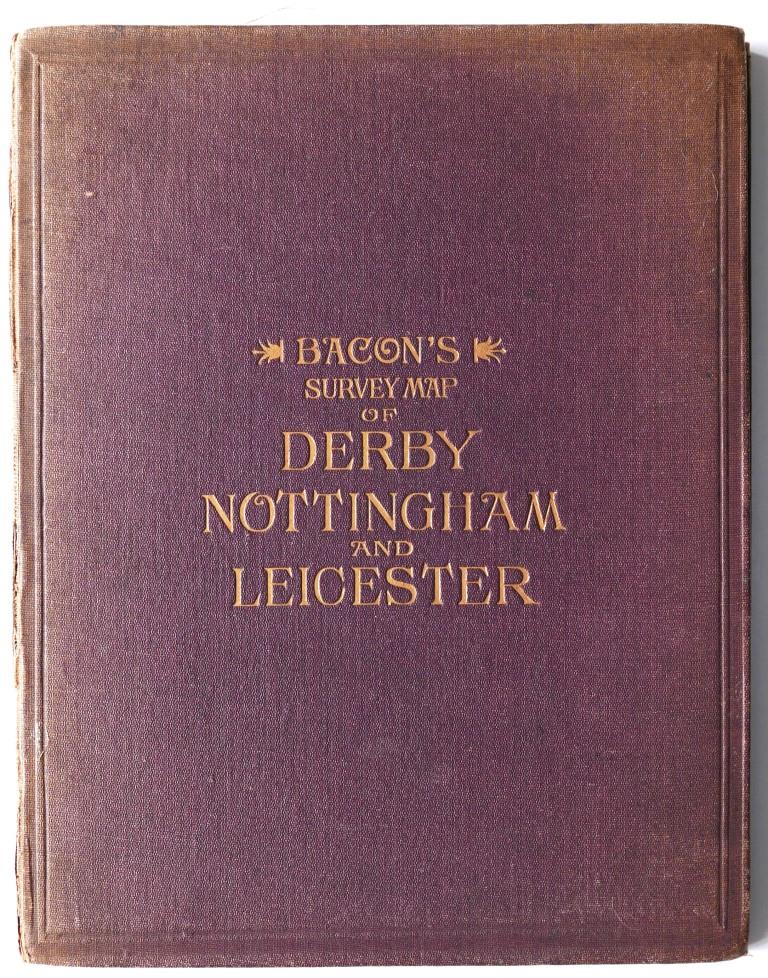 BACON'S
SURVEY MAP
OF
DERBY
NOTTINGHAM
AND
LEICESTER